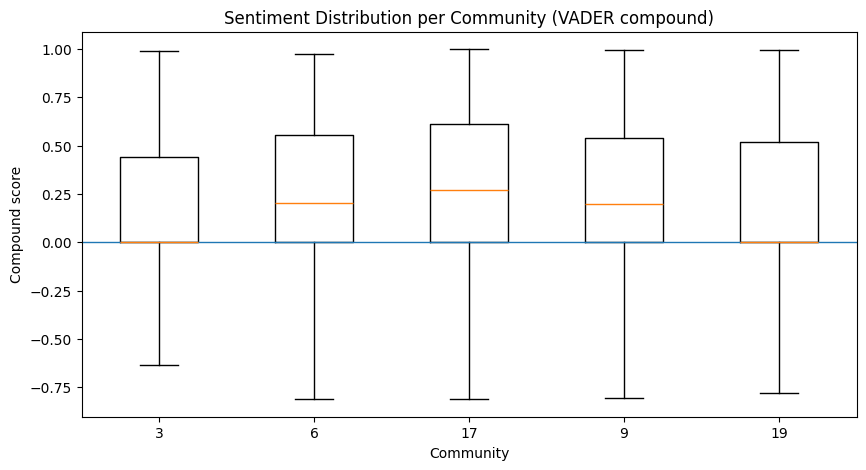 Sentiment Distribution per Community (VADER compound)
1.00
0.75
0.50
0.25
0.00
−0.25
−0.50
−0.75
Compound score
3 6 17 9 19
Community